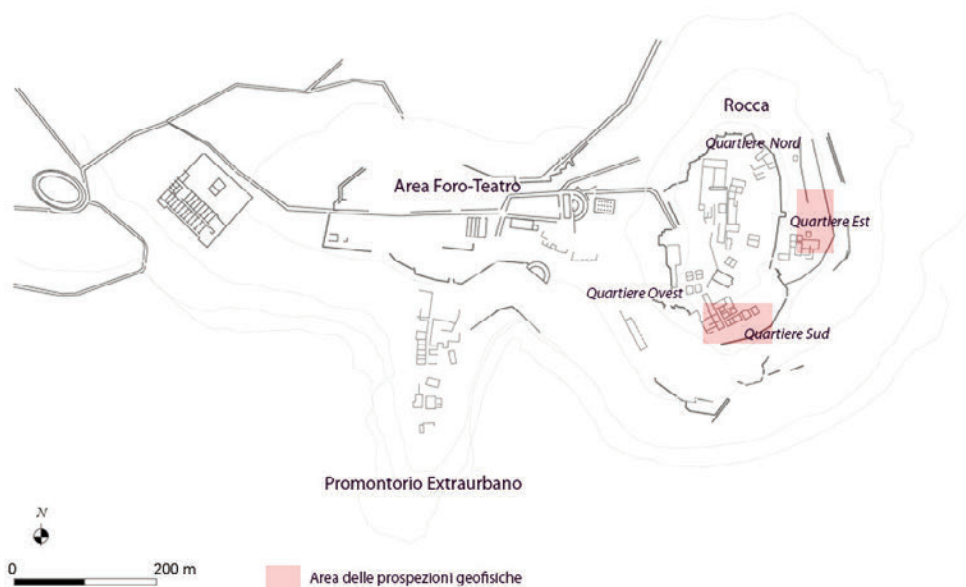 Rocca
Quartiere Nord
Area Foro-Teatro
Quartiere Est
Quartiere Ovest
Quartiere Sud
Promontorio Extraurbano
N
0 200 m
Area delle prospezioni geofisiche